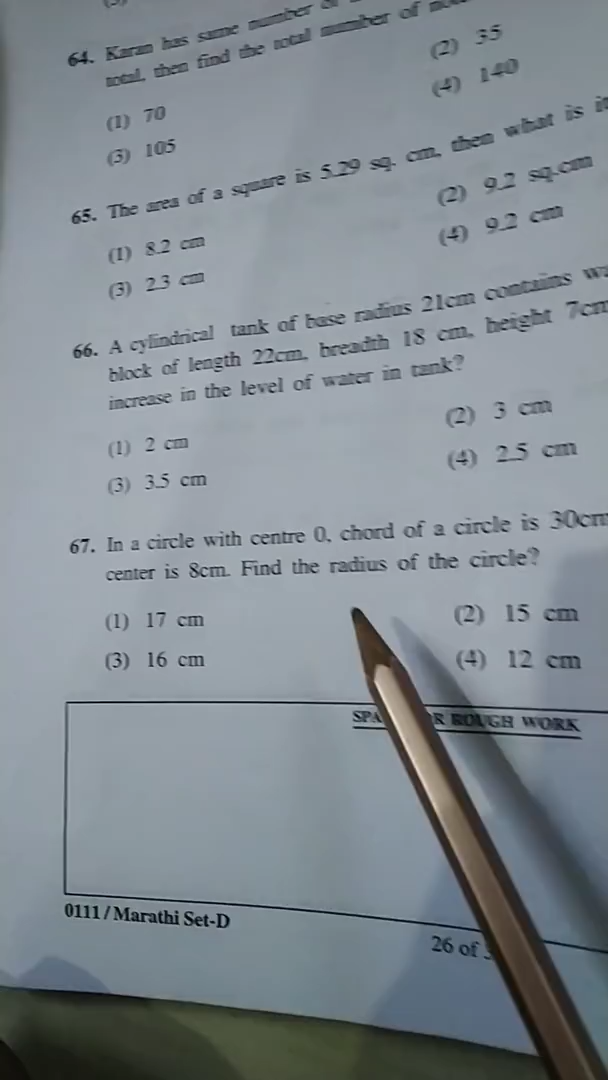 64. Karan has same number of
total, then find the total number of
(1) 70
(2) 35
(3) 105
(4) 140
65. The area of a square is 5.29 sq. cm, then what is
(1) 8.2 cm
(2) 9.2 sq.cm
(3) 2.3 cm
(4) 9.2 cm
66. A cylindrical tank of base radius 21cm contains
block of length 22cm, breadth 18 cm, height 7cm
increase in the level of water in tank?
(1) 2 cm
(2) 3 cm
(3) 3.5 cm
(4) 2.5 cm
67. In a circle with centre 0, chord of a circle is 30cm
center is 8cm. Find the radius of the circle?
(1) 17 cm
(2) 15 cm
(3) 16 cm
(4) 12 cm
SPA R ROUGH WORK
0111/Marathi Set-D
26 of